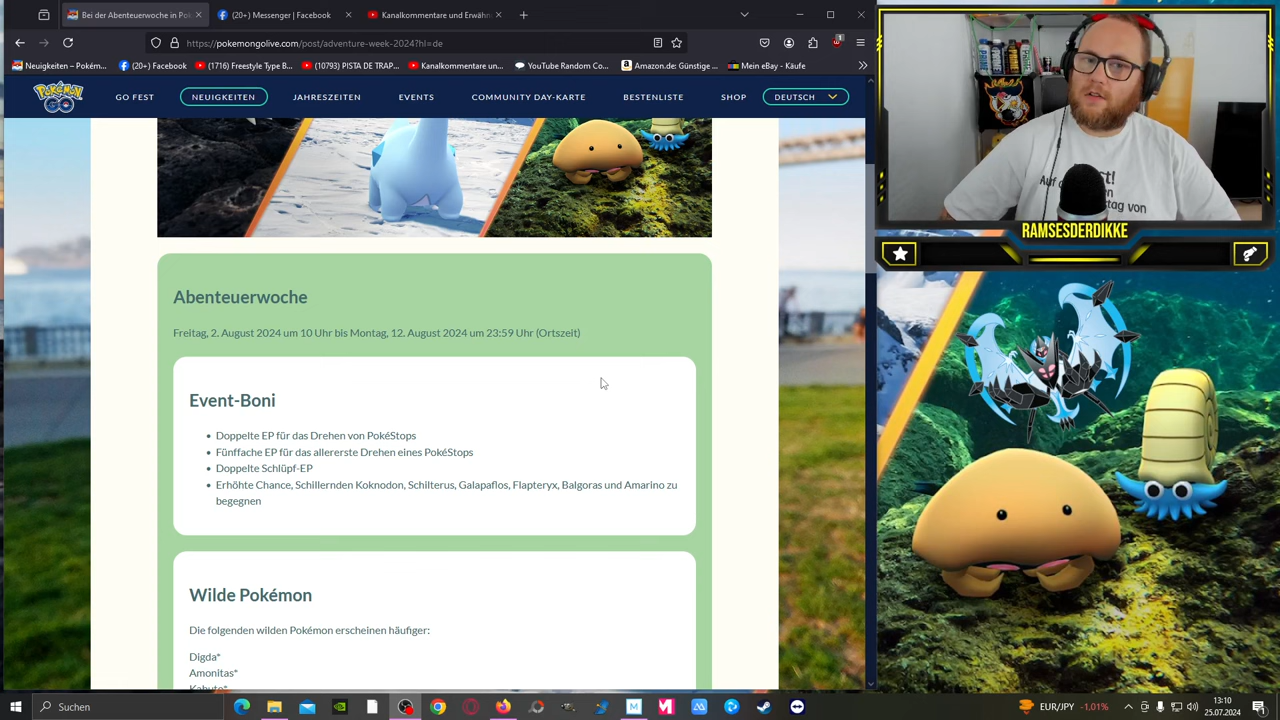 Bei der Abenteuerwoche in Pok
(20+) Messenger | Facebook
Kanalkommentare und Erwähn
https://pokemongolive.com/post/adventure-week-2024?hl=de
Neuigkeiten – Pokém...
(20+) Facebook
(1716) Freestyle Type B...
(1079) PISTA DE TRAP...
Kanalkommentare un...
YouTube Random Co...
Amazon.de: Günstige ...
Mein eBay - Käufe
POKÉMON GO
GO FEST
NEUIGKEITEN
JAHRESZEITEN
EVENTS
COMMUNITY DAY-KARTE
BESTENLISTE
SHOP
DEUTSCH
Abenteuerwoche
Freitag, 2. August 2024 um 10 Uhr bis Montag, 12. August 2024 um 23:59 Uhr (Ortszeit)
Event-Boni
• Doppelte EP für das Drehen von PokéStops
• Fünffache EP für das allererste Drehen eines PokéStops
• Doppelte Schlüpf-EP
• Erhöhte Chance, Schillernden Koknodon, Schilterus, Galapaflos, Flapteryx, Balgoras und Amarino zu
begegnen
Wilde Pokémon
Die folgenden wilden Pokémon erscheinen häufiger:
Digda*
Amonitas*
Kabuto*
RAMSESDERDIKKE
Suchen
EUR/JPY -1,01%
13:10
25.07.2024